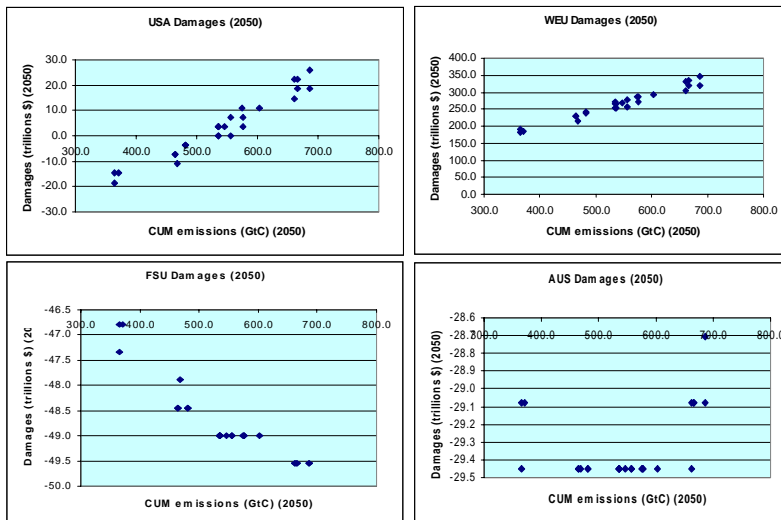 USA Damages (2050)
Damages (trillions $) (2050)
30.0
20.0
10.0
0.0
-10.0
-20.0
-30.0
300.0 400.0 500.0 600.0 700.0 800.0
CUM emissions (GtC) (2050)
WEU Damages (2050)
Damages (trillions $) (2050)
400.0
350.0
300.0
250.0
200.0
150.0
100.0
50.0
0.0
300.0 400.0 500.0 600.0 700.0 800.0
CUM emissions (GtC) (2050)
FSU Damages (2050)
Damages (trillions $) (20
-46.5
-47.0
-47.5
-48.0
-48.5
-49.0
-49.5
-50.0
300.0 400.0 500.0 600.0 700.0 800.0
CUM emissions (GtC) (2050)
AUS Damages (2050)
Damages (trillions $) (2050)
-28.6
-28.7
-28.8
-28.9
-29.0
-29.1
-29.2
-29.3
-29.4
-29.5
300.0 400.0 500.0 600.0 700.0 800.0
CUM emissions (GtC) (2050)